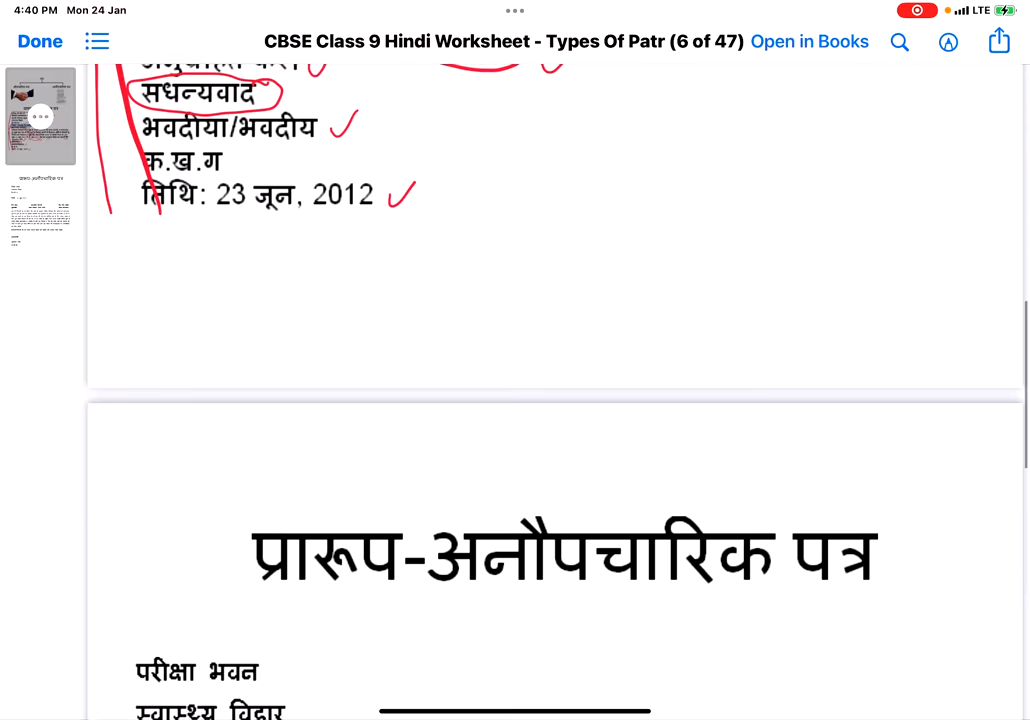 4:40 PM Mon 24 Jan
LTE
Done
CBSE Class 9 Hindi Worksheet - Types Of Patr (6 of 47)
Open in Books
सधन्यवाद
भवदीया/भवदीय
क.ख.ग
तिथि: 23 जून, 2012
प्रारूप-अनौपचारिक पत्र
परीक्षा भवन
स्वास्थ्य विहार